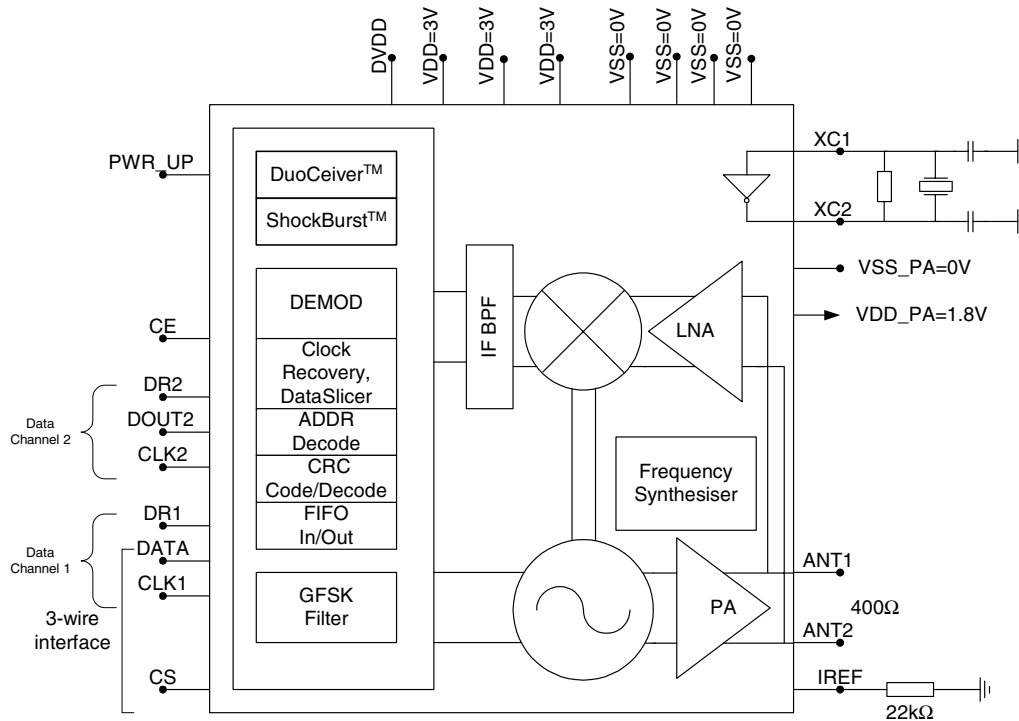 DVDD
VDD=3V
VDD=3V
VDD=3V
VSS=0V
VSS=0V
VSS=0V
VSS=0V
PWR_UP
CE
DR2
DOUT2
CLK2
Data
Channel 2
DR1
DATA
CLK1
Data
Channel 1
3-wire
interface
CS
DuoCeiver™
ShockBurst™
DEMOD
Clock
Recovery,
DataSlicer
ADDR
Decode
CRC
Code/Decode
FIFO
In/Out
GFSK
Filter
IF BPF
LNA
Frequency
Synthesiser
PA
XC1
XC2
VSS_PA=0V
VDD_PA=1.8V
ANT1
400Ω
ANT2
IREF
22kΩ